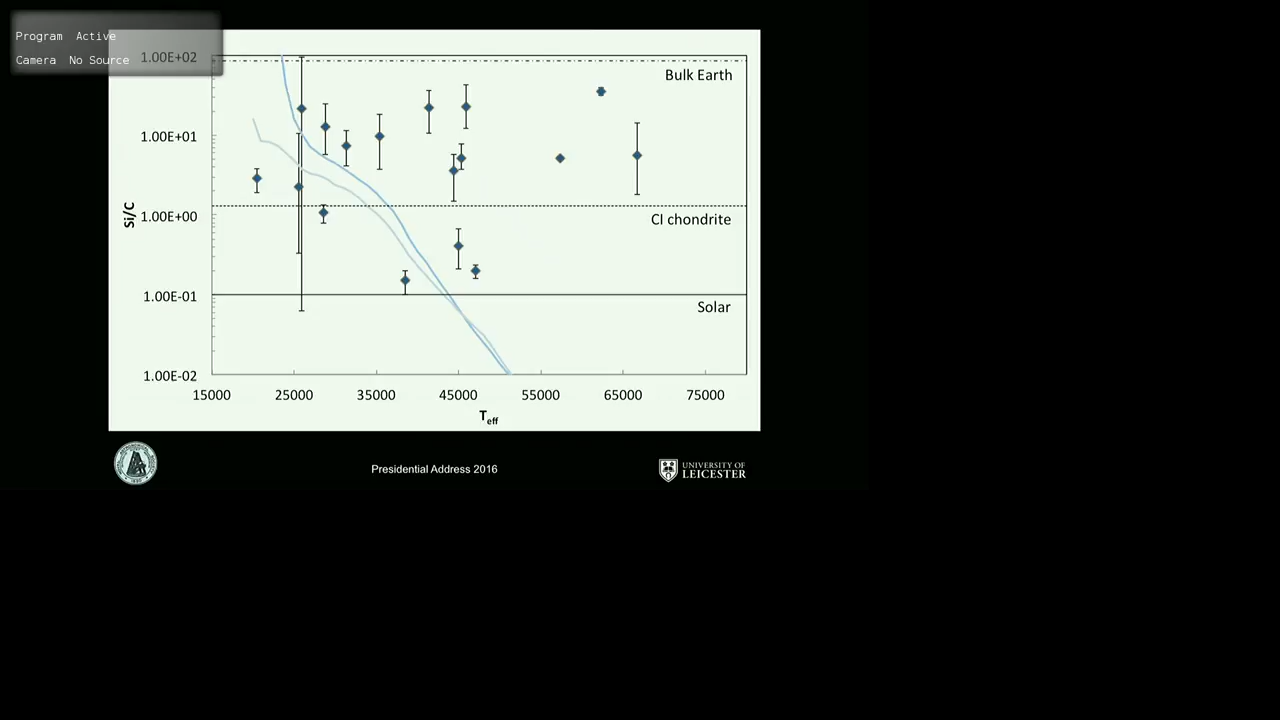 Program Active
Camera No Source
1.00E+02
1.00E+01
1.00E+00
1.00E-01
1.00E-02
Si/C
Bulk Earth
CI chondrite
Solar
15000 25000 35000 45000 55000 65000 75000
Teff
Presidential Address 2016
UNIVERSITY OF
LEICESTER